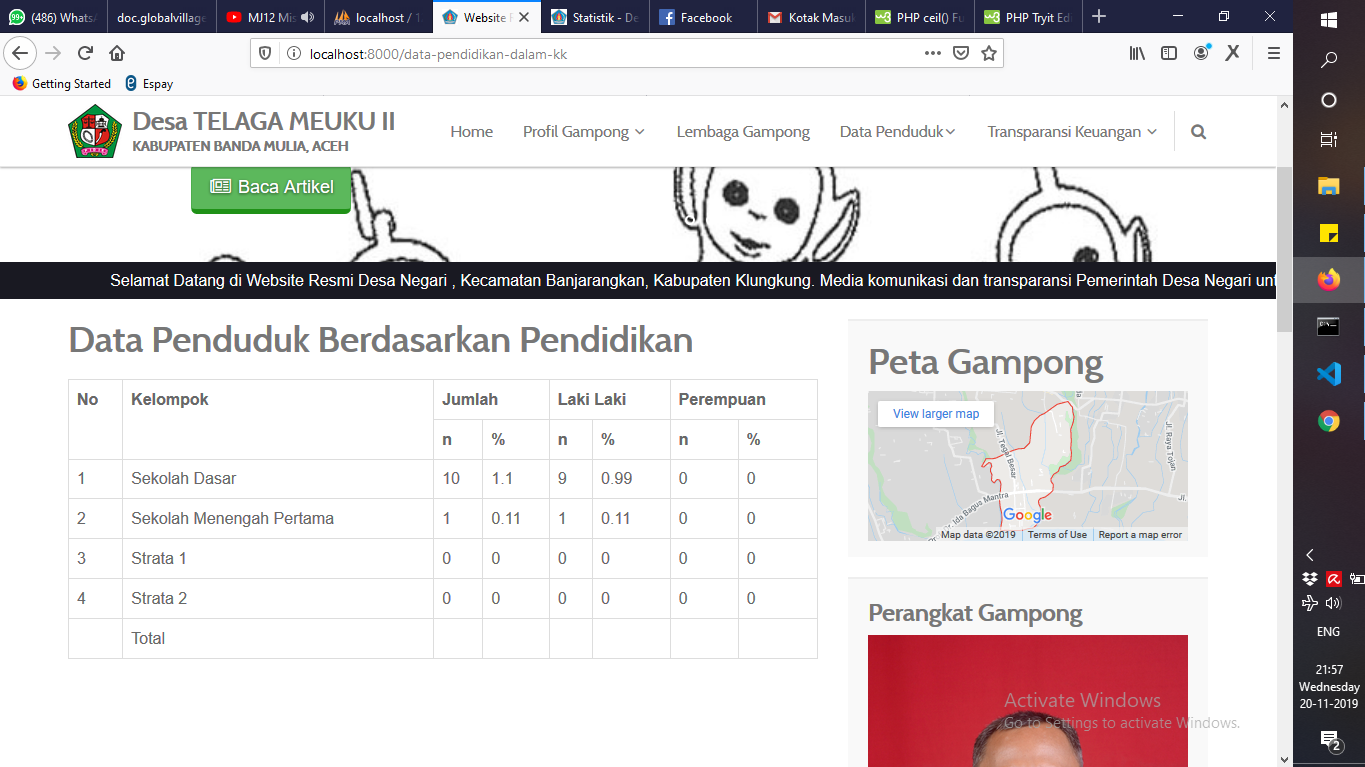 (486) Whats
doc.globalvillage
MJ12 Mis
localhost / 1
Website R
Statistik - De
Facebook
Kotak Masuk
PHP ceil() Fu
PHP Tryit Edi
localhost:8000/data-pendidikan-dalam-kk
Getting Started
Espay
Desa TELAGA MEUKU II
KABUPATEN BANDA MULIA, ACEH
Home
Profil Gampong
Lembaga Gampong
Data Penduduk
Transparansi Keuangan
Baca Artikel
Selamat Datang di Website Resmi Desa Negari , Kecamatan Banjarangkan, Kabupaten Klungkung. Media komunikasi dan transparansi Pemerintah Desa Negari unt
Data Penduduk Berdasarkan Pendidikan
No Kelompok Jumlah Laki Laki Perempuan
n % n % n %
1 Sekolah Dasar 10 1.1 9 0.99 0 0
2 Sekolah Menengah Pertama 1 0.11 1 0.11 0 0
3 Strata 1 0 0 0 0 0 0
4 Strata 2 0 0 0 0 0 0
Total
Peta Gampong
View larger map
Jl. Tegal Besar
Jl. Raya Tojan
Ida Bagus Mantra
Jl.
Google
Map data ©2019
Terms of Use
Report a map error
Perangkat Gampong
Activate Windows
Go to Settings to activate Windows.
ENG
21:57
Wednesday
20-11-2019
2